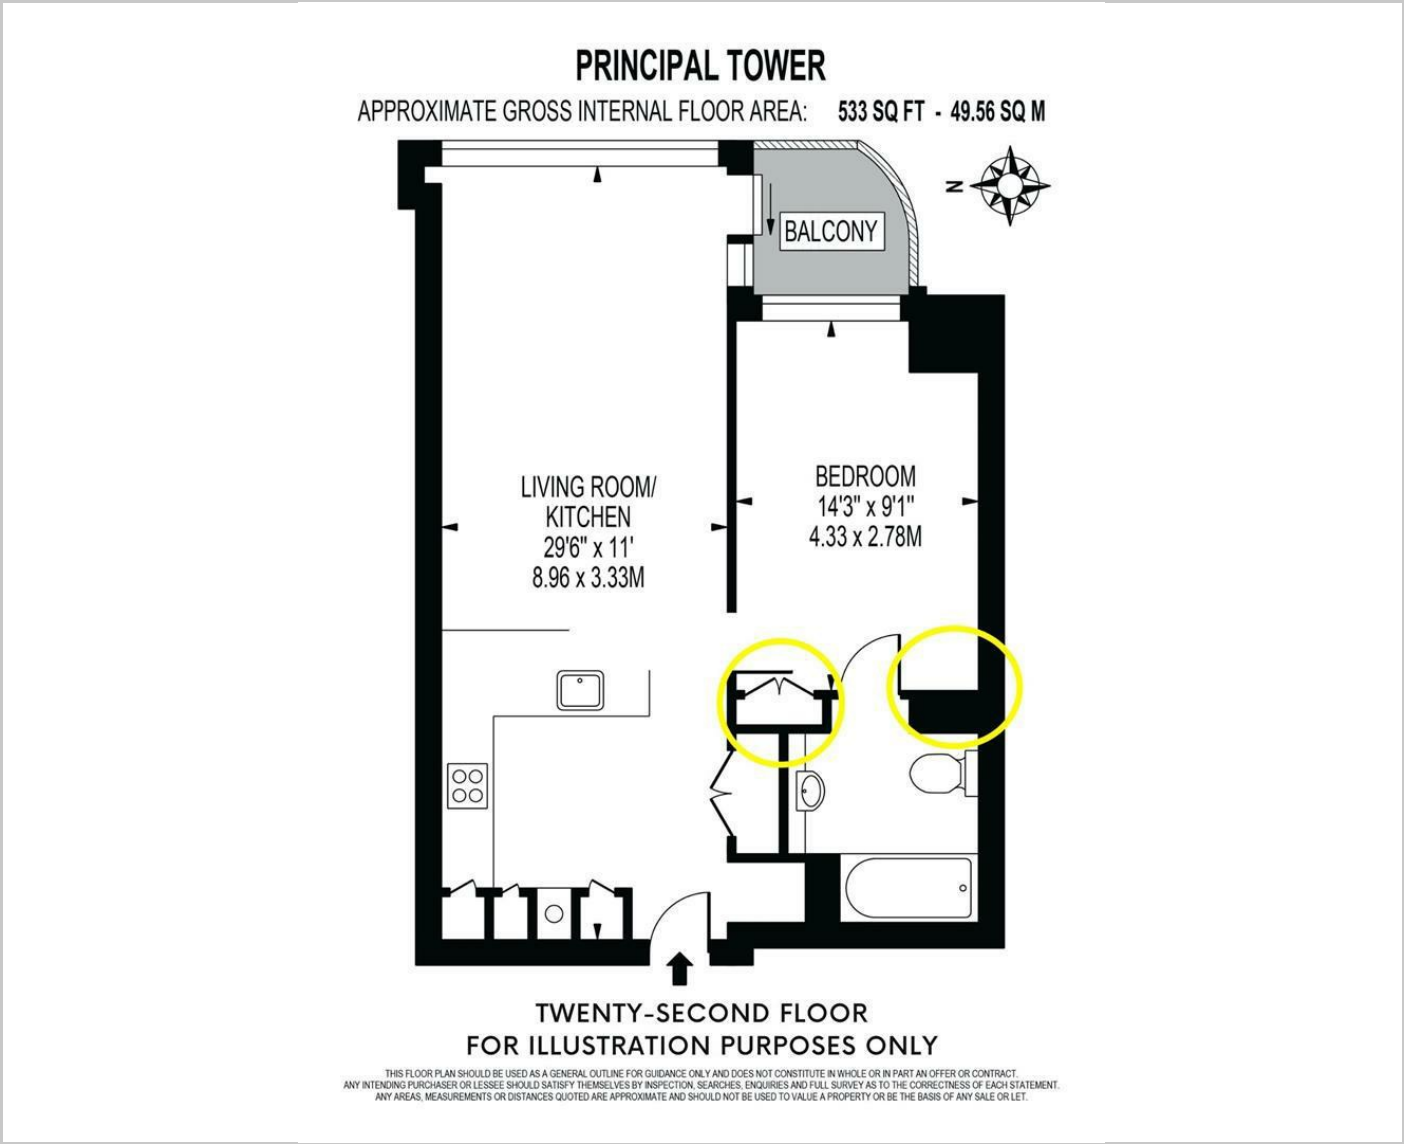 PRINCIPAL TOWER
APPROXIMATE GROSS INTERNAL FLOOR AREA: 533 SQ FT - 49.56 SQ M
N
BALCONY
LIVING ROOM/
KITCHEN
29'6" x 11'
8.96 x 3.33M
BEDROOM
14'3" x 9'1"
4.33 x 2.78M
TWENTY-SECOND FLOOR
FOR ILLUSTRATION PURPOSES ONLY
THIS FLOOR PLAN SHOULD BE USED AS A GENERAL OUTLINE FOR GUIDANCE ONLY AND DOES NOT CONSTITUTE IN WHOLE OR IN PART AN OFFER OR CONTRACT.
ANY INTENDING PURCHASER OR LESSEE SHOULD SATISFY THEMSELVES BY INSPECTION, SEARCHES, ENQUIRIES AND FULL SURVEY AS TO THE CORRECTNESS OF EACH STATEMENT.
ANY AREAS, MEASUREMENTS OR DISTANCES QUOTED ARE APPROXIMATE AND SHOULD NOT BE USED TO VALUE A PROPERTY OR BE THE BASIS OF ANY SALE OR LET.